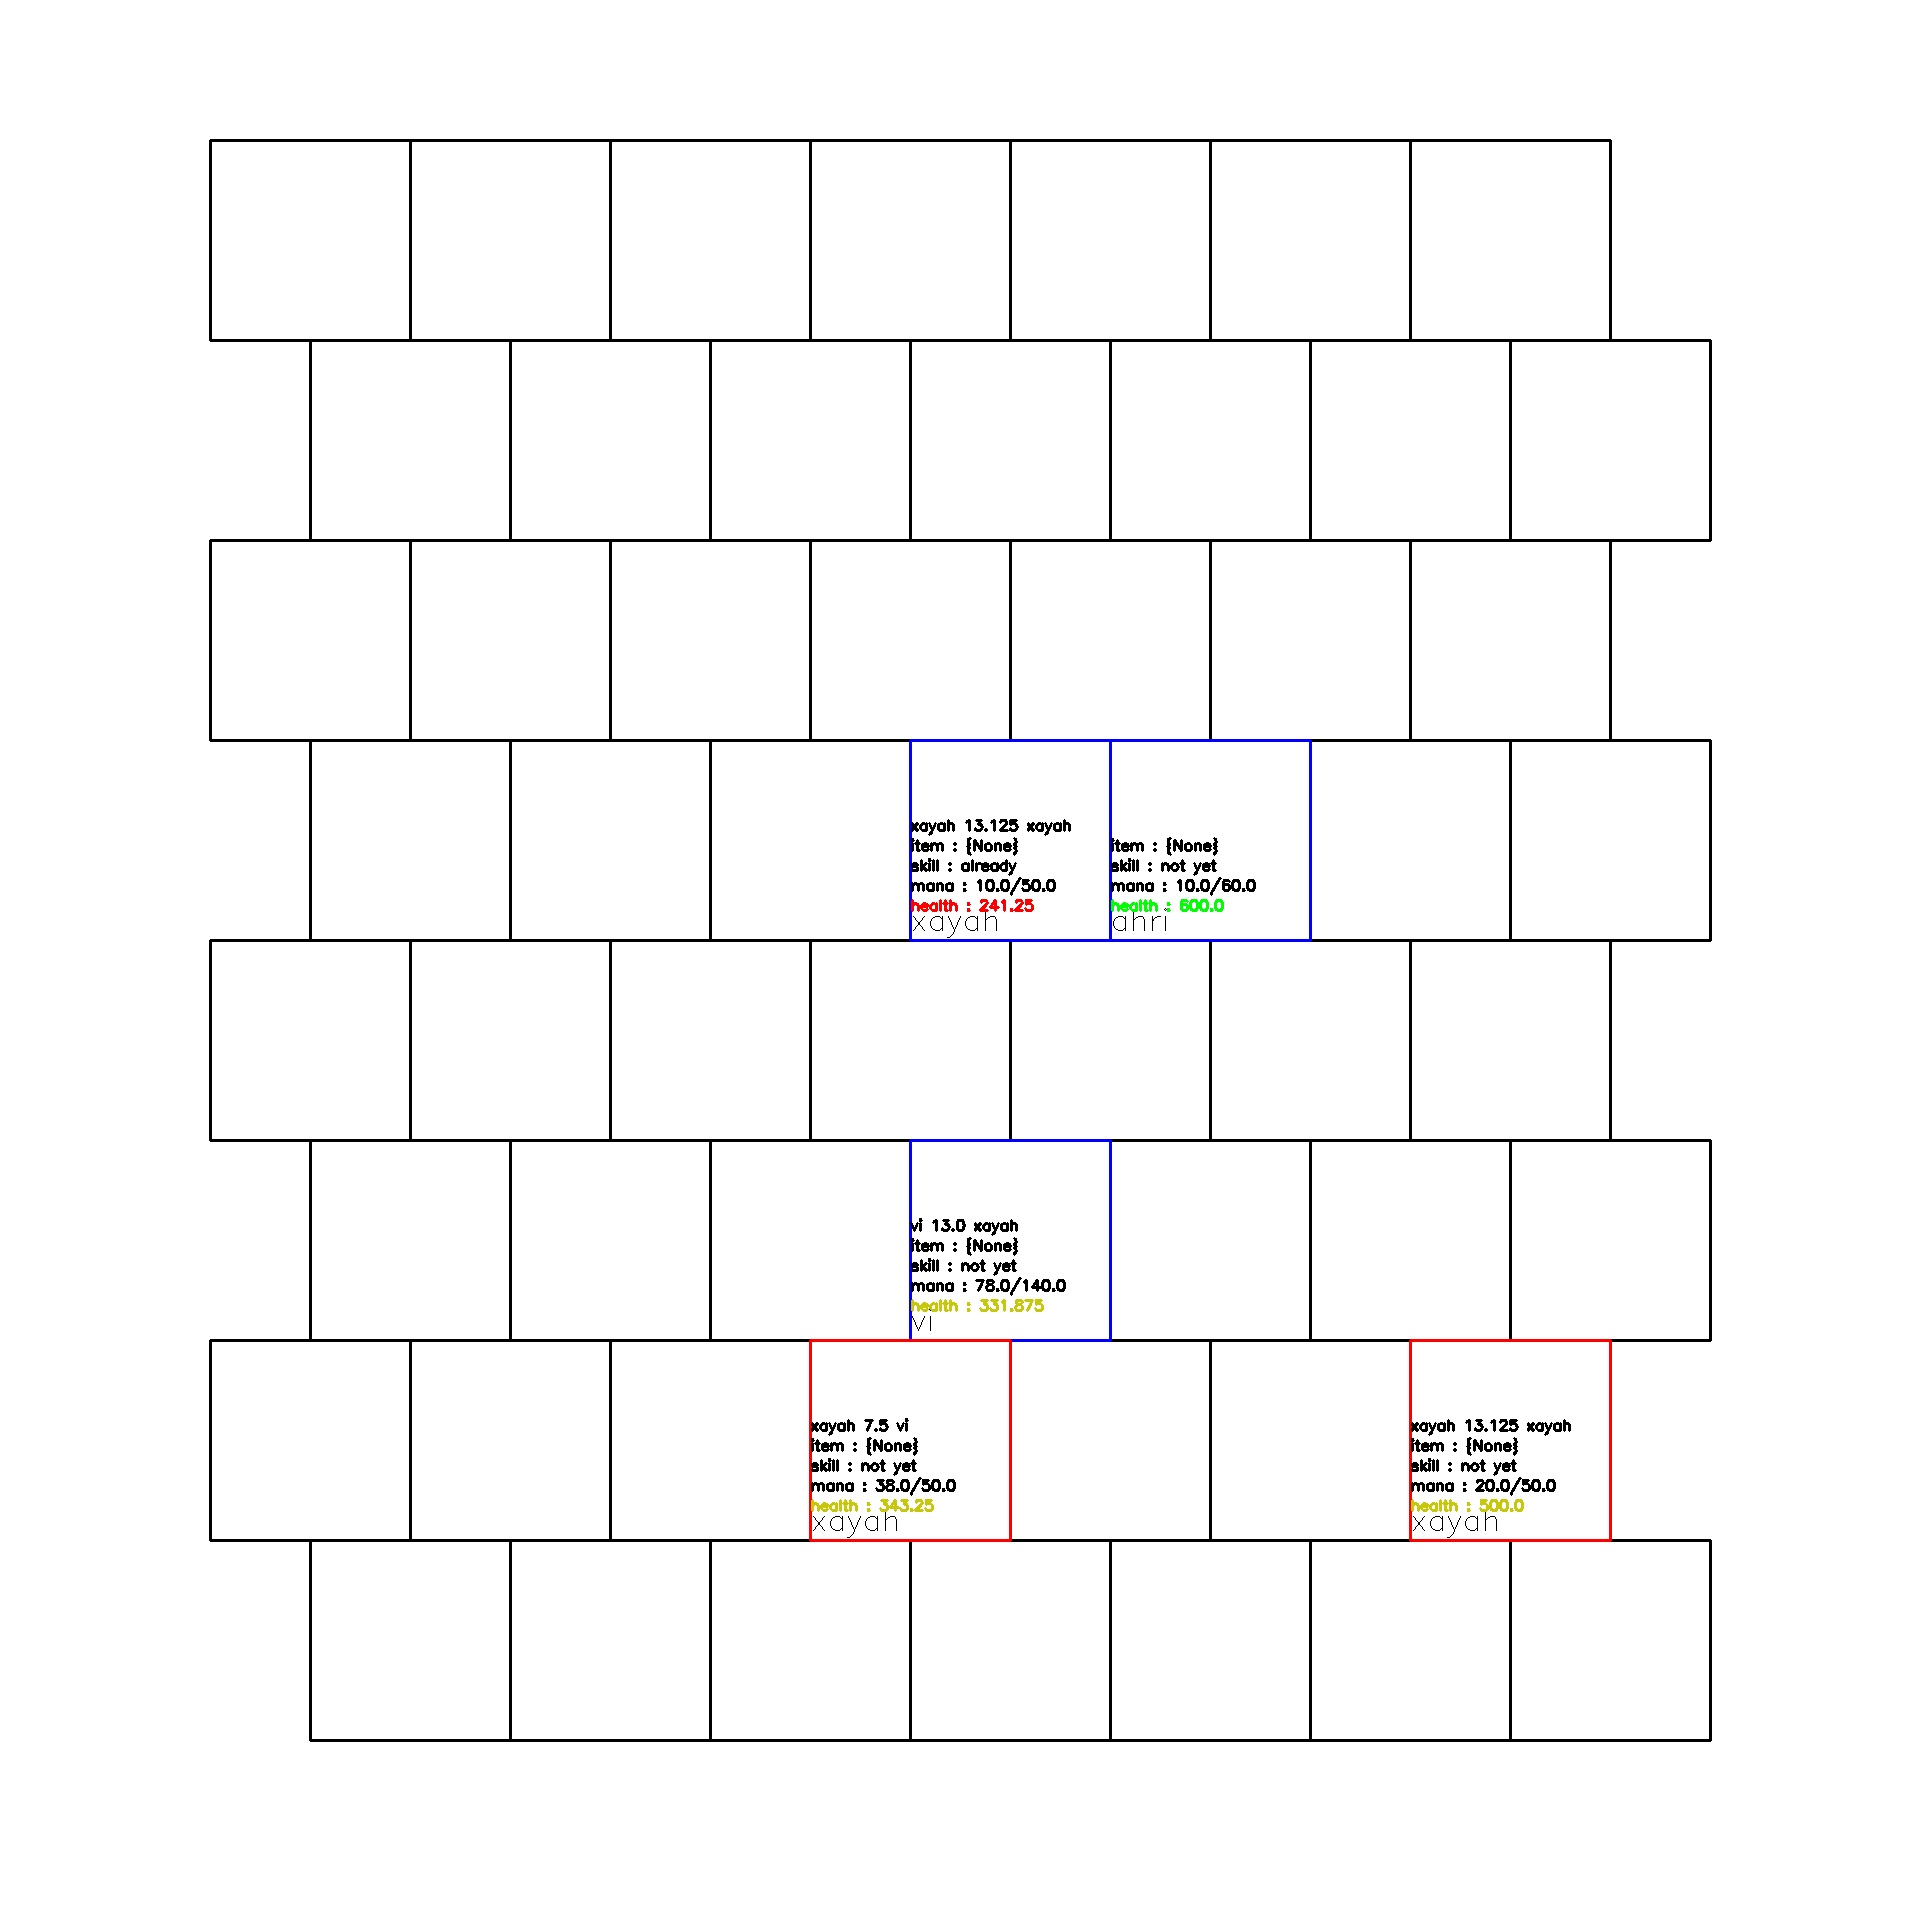 xayah 13.125 xayah
item : {None}
skill : already
mana : 10.0/50.0
health : 241.25
xayah
item : {None}
skill : not yet
mana : 10.0/60.0
health : 600.0
ahri
vi 13.0 xayah
item : {None}
skill : not yet
mana : 78.0/140.0
health : 331.875
vi
xayah 7.5 vi
item : {None}
skill : not yet
mana : 38.0/50.0
health : 343.25
xayah
xayah 13.125 xayah
item : {None}
skill : not yet
mana : 20.0/50.0
health : 500.0
xayah